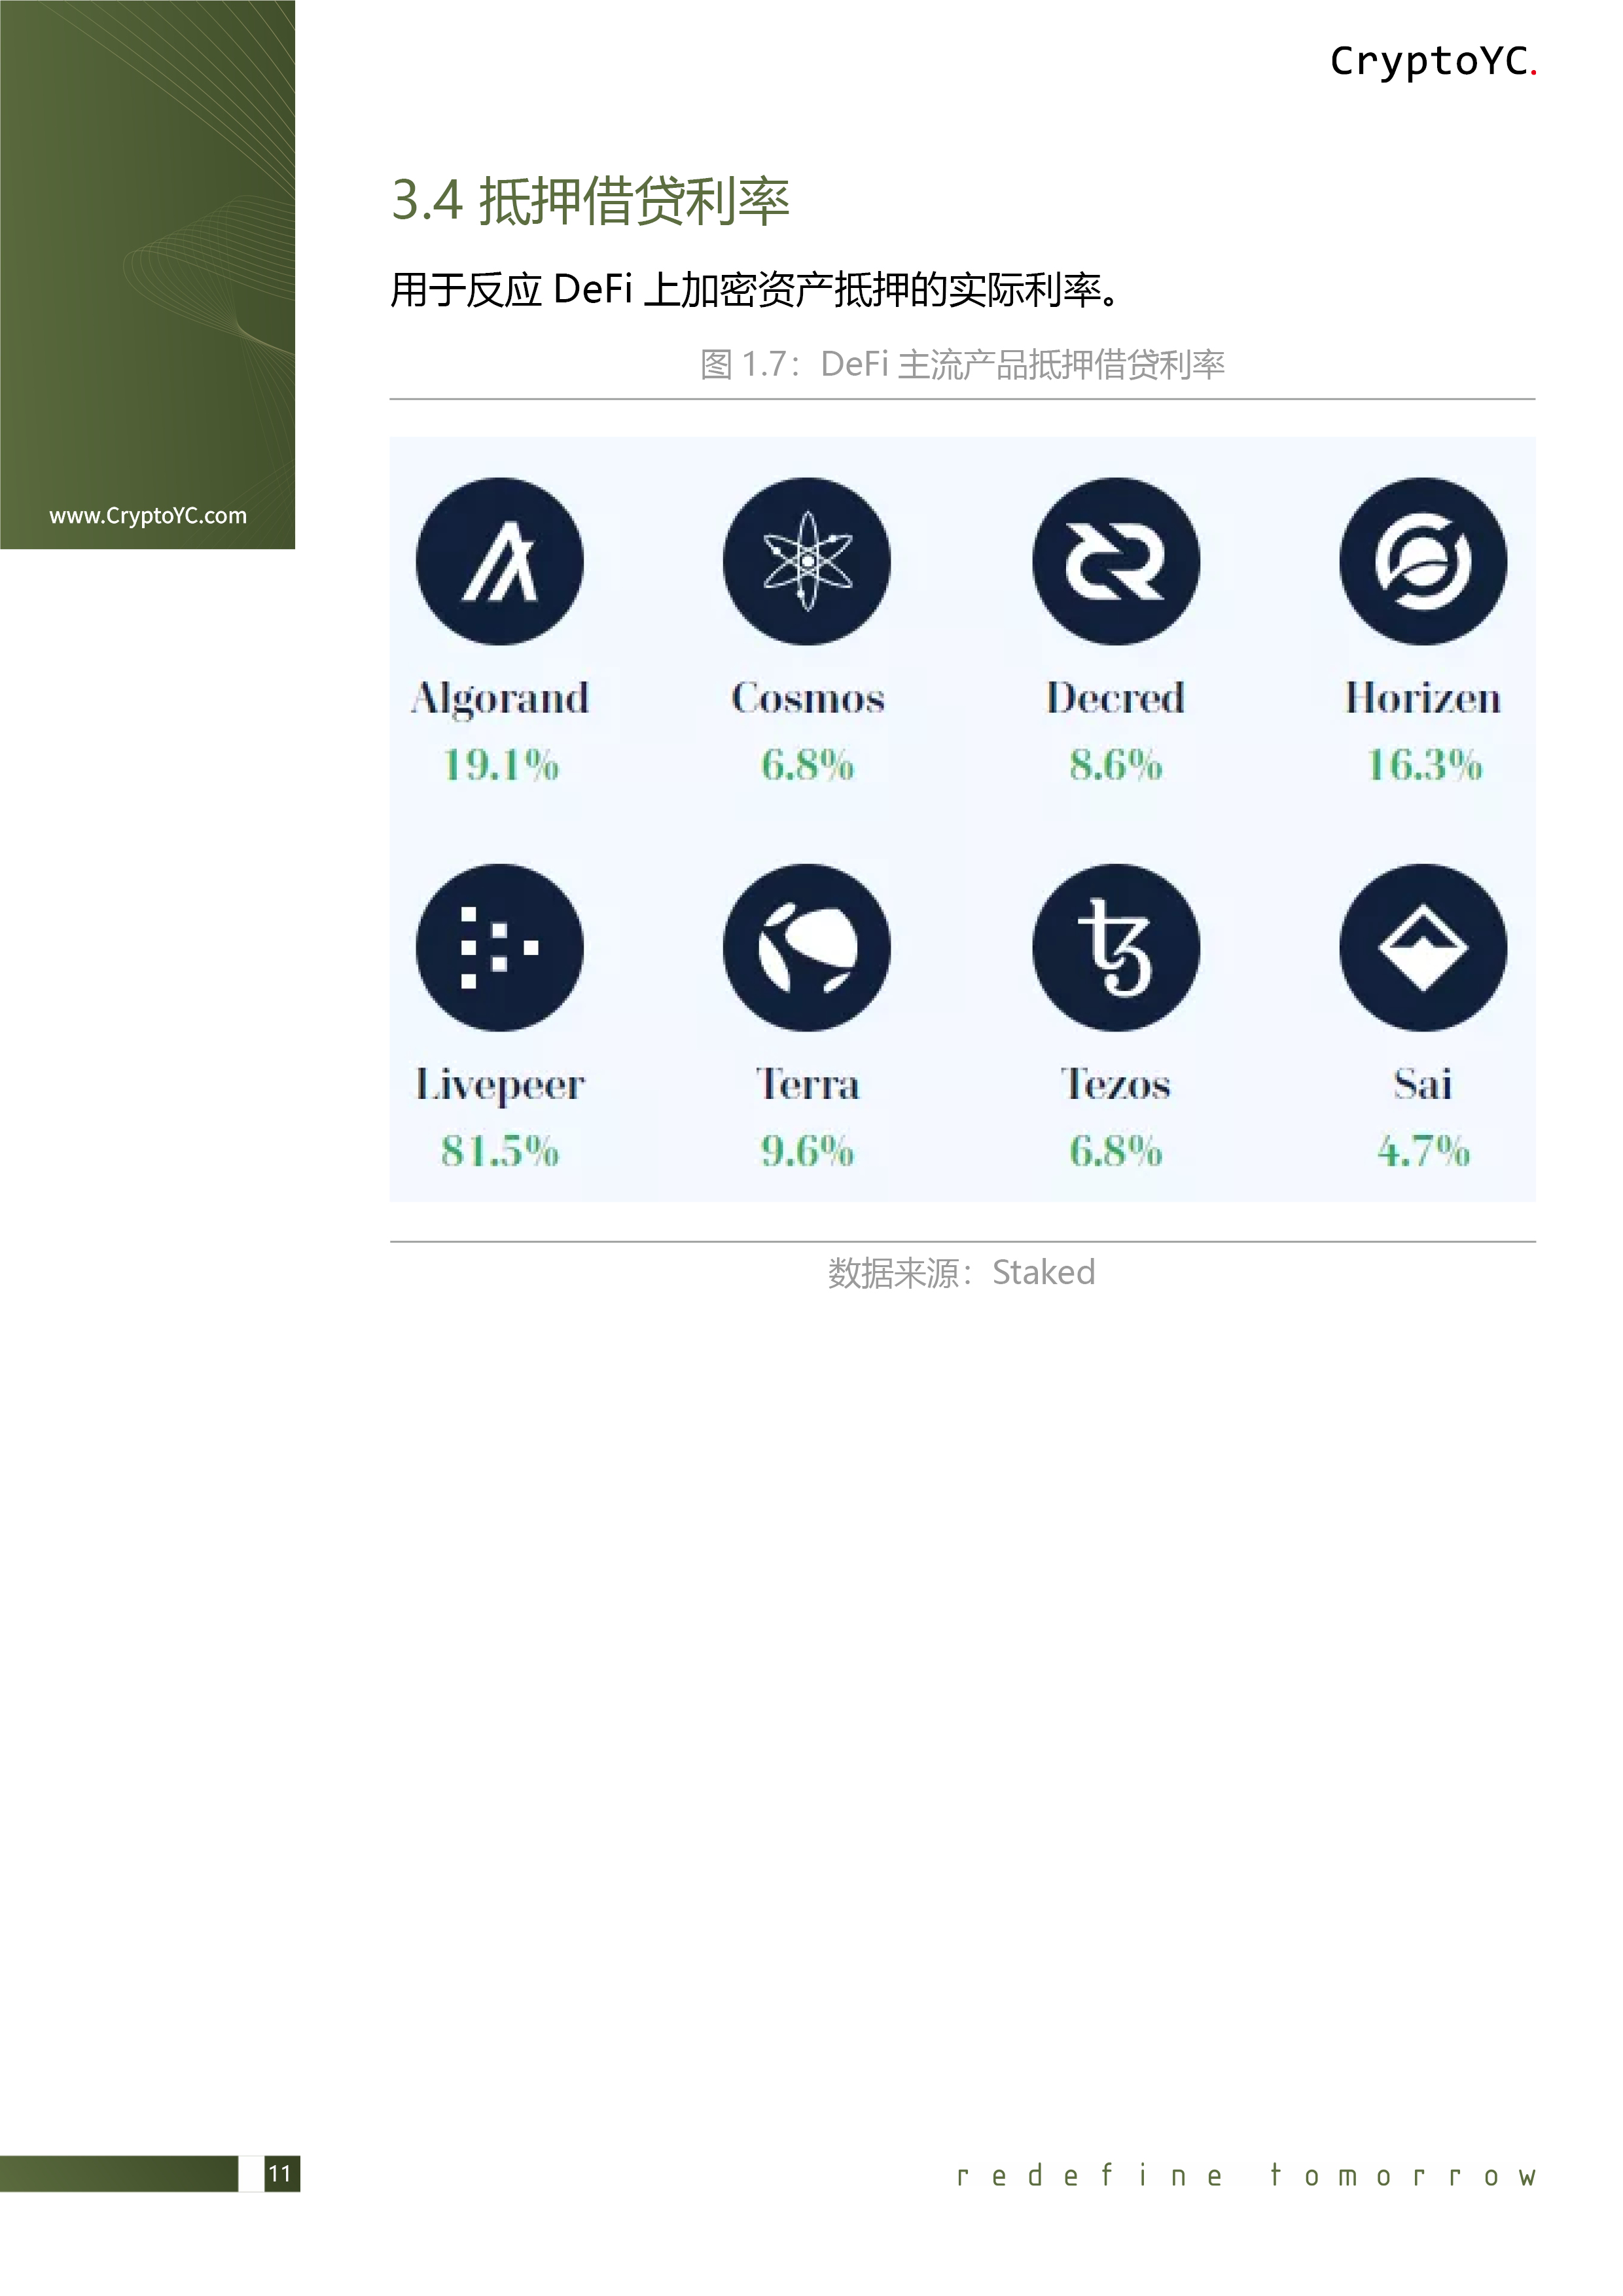 CryptoYC.
www.CryptoYC.com
3.4 抵押借贷利率
用于反应 DeFi 上加密资产抵押的实际利率。
图 1.7：DeFi 主流产品抵押借贷利率
Algorand Cosmos Decred Horizen
19.1% 6.8% 8.6% 16.3%
Livepeer Terra Tezos Sai
81.5% 9.6% 6.8% 4.7%
数据来源：Staked
11
redefine tomorrow